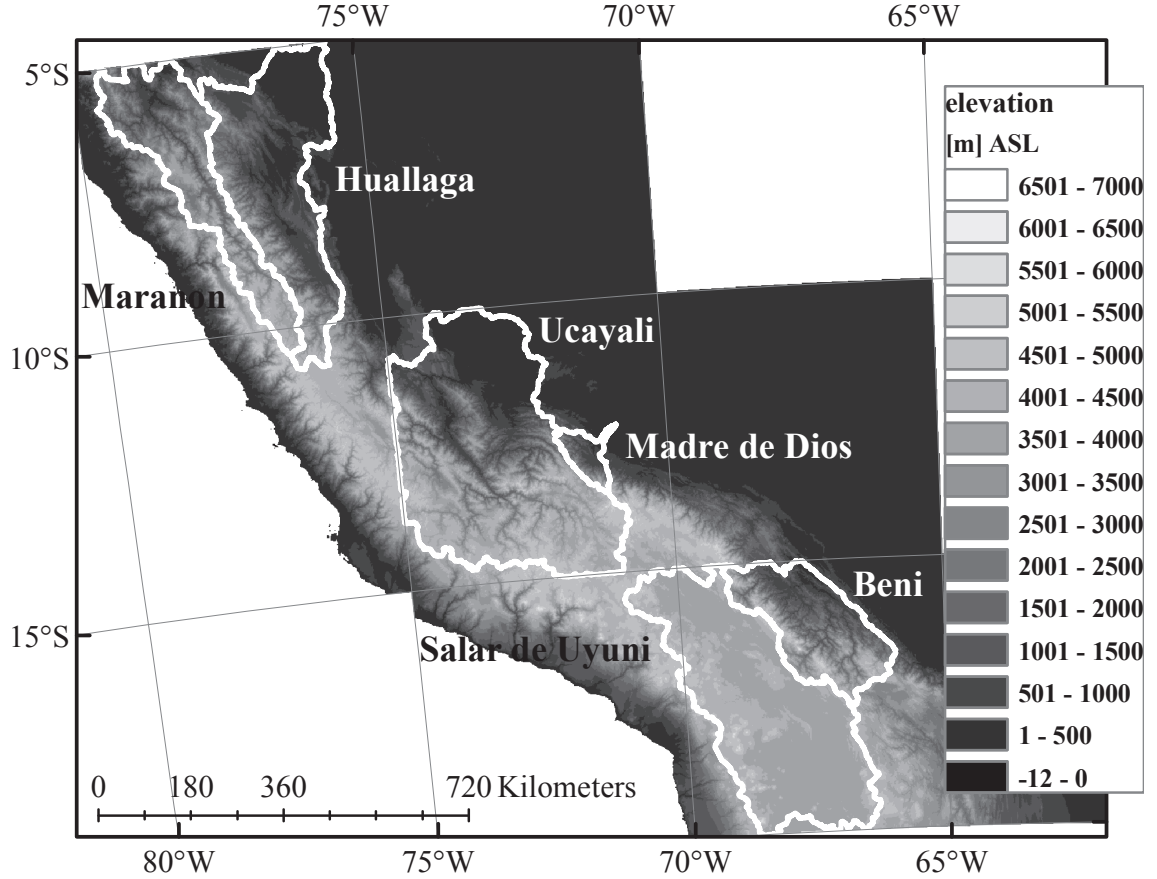 75°W 70°W 65°W
5°S
10°S
15°S
Huallaga
Marañon
Ucayali
Madre de Dios
Beni
Salar de Uyuni
elevation
[m] ASL
6501 - 7000
6001 - 6500
5501 - 6000
5001 - 5500
4501 - 5000
4001 - 4500
3501 - 4000
3001 - 3500
2501 - 3000
2001 - 2500
1501 - 2000
1001 - 1500
501 - 1000
1 - 500
-12 - 0
0 180 360 720 Kilometers
80°W 75°W 70°W 65°W